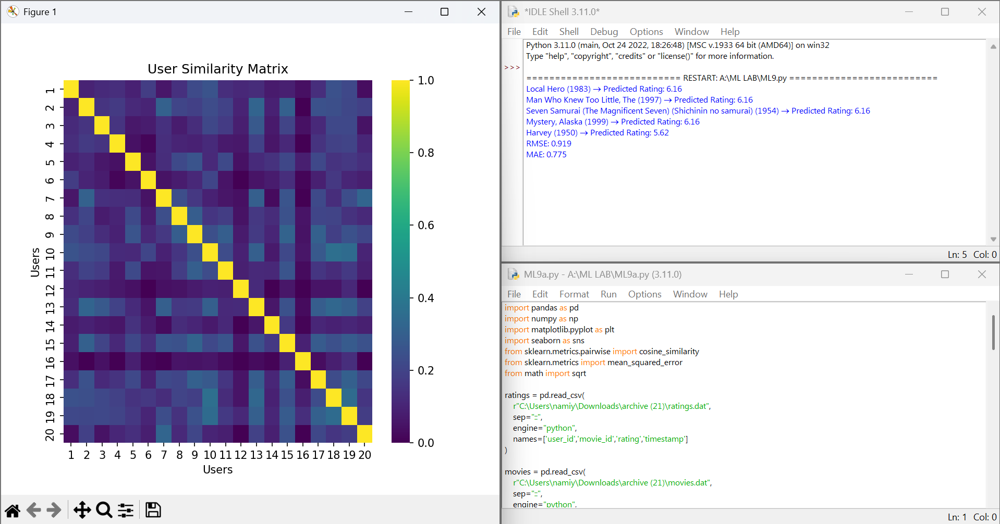 Figure 1
User Similarity Matrix
1
2
3
4
5
6
7
8
9
10
11
12
13
14
15
16
17
18
19
20
Users
1 2 3 4 5 6 7 8 9 10 11 12 13 14 15 16 17 18 19 20
Users
1.0
0.8
0.6
0.4
0.2
0.0
*IDLE Shell 3.11.0*
File Edit Shell Debug Options Window Help
Python 3.11.0 (main, Oct 24 2022, 18:26:48) [MSC v.1933 64 bit (AMD64)] on win32
Type "help", "copyright", "credits" or "license()" for more information.
>>>
=========================== RESTART: A:\ML LAB\ML9.py ==========================
Local Hero (1983) → Predicted Rating: 6.16
Man Who Knew Too Little, The (1997) → Predicted Rating: 6.16
Seven Samurai (The Magnificent Seven) (Shichinin no samurai) (1954) → Predicted Rating: 6.16
Mystery, Alaska (1999) → Predicted Rating: 6.16
Harvey (1950) → Predicted Rating: 5.62
RMSE: 0.919
MAE: 0.775
Ln: 5 Col: 0
ML9a.py - A:\ML LAB\ML9a.py (3.11.0)
File Edit Format Run Options Window Help
import pandas as pd
import numpy as np
import matplotlib.pyplot as plt
import seaborn as sns
from sklearn.metrics.pairwise import cosine_similarity
from sklearn.metrics import mean_squared_error
from math import sqrt
ratings = pd.read_csv(
r"C:\Users\namiy\Downloads\archive (21)\ratings.dat",
sep="::",
engine="python",
names=['user_id','movie_id','rating','timestamp']
)
movies = pd.read_csv(
r"C:\Users\namiy\Downloads\archive (21)\movies.dat",
sep="::",
engine="python",
Ln: 1 Col: 0